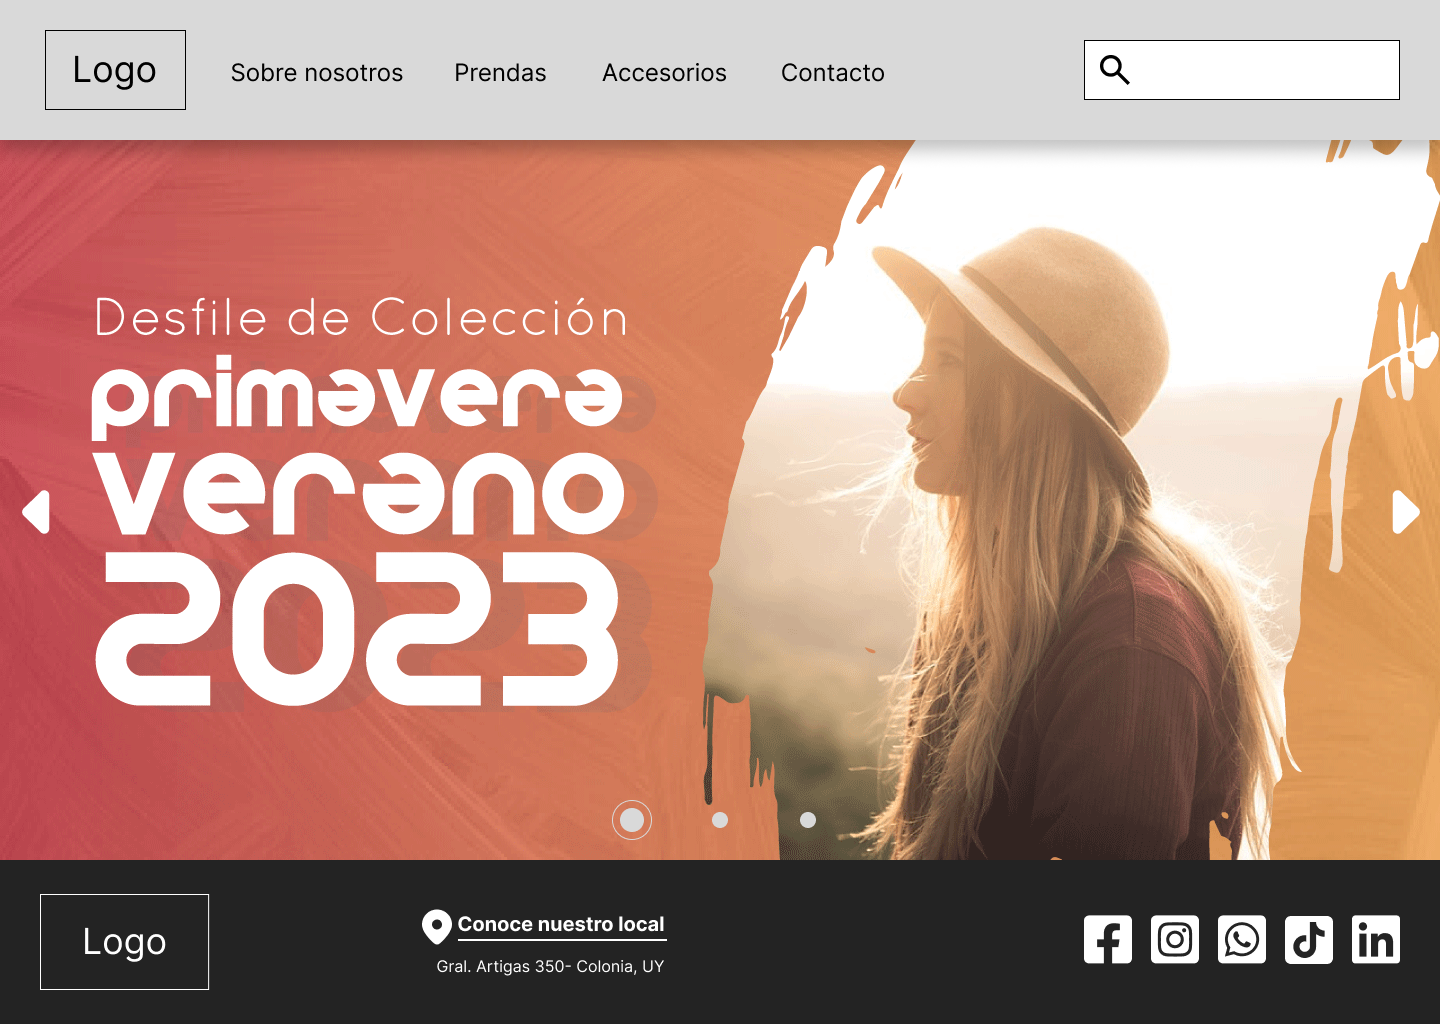 Logo
Sobre nosotros
Prendas
Accesorios
Contacto
Desfile de Colección
primavera
verano
2023
Logo
Conoce nuestro local
Gral. Artigas 350- Colonia, UY